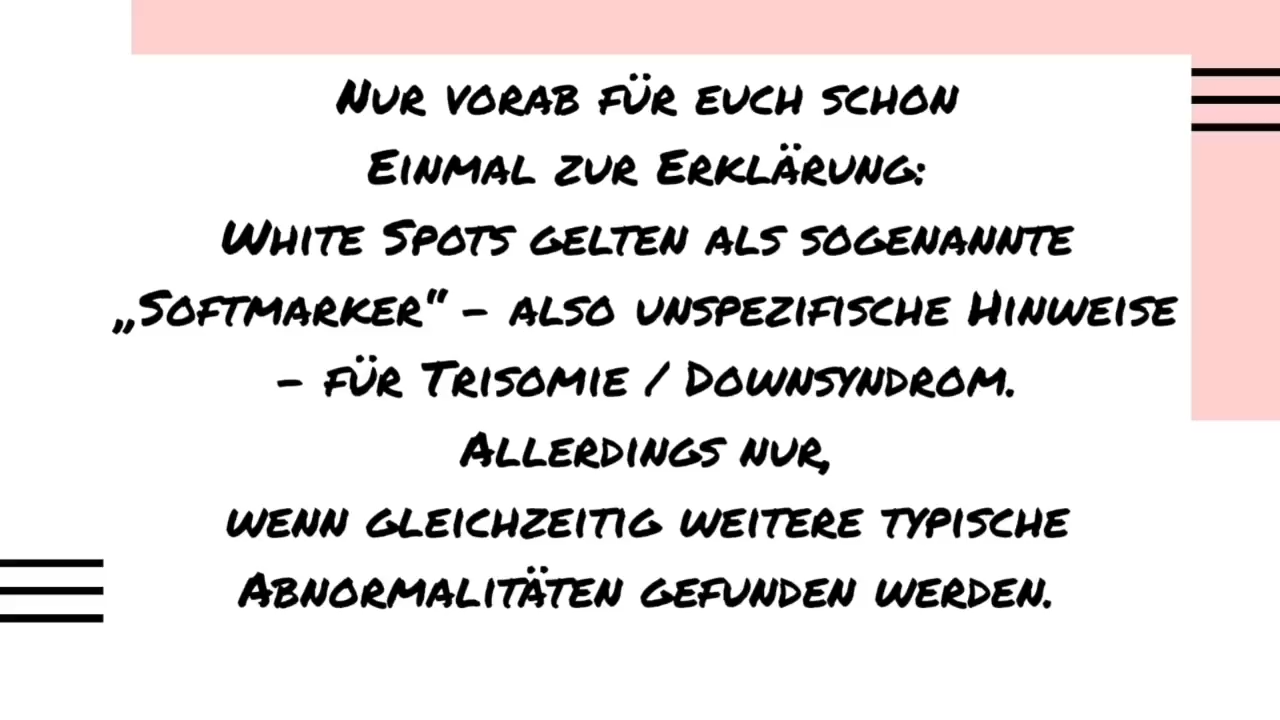 Nur vorab für euch schon
Einmal zur Erklärung:
White Spots gelten als sogenannte
„Softmarker“ – also unspezifische Hinweise
– für Trisomie / Downsyndrom.
Allerdings nur,
wenn gleichzeitig weitere typische
Abnormalitäten gefunden werden.